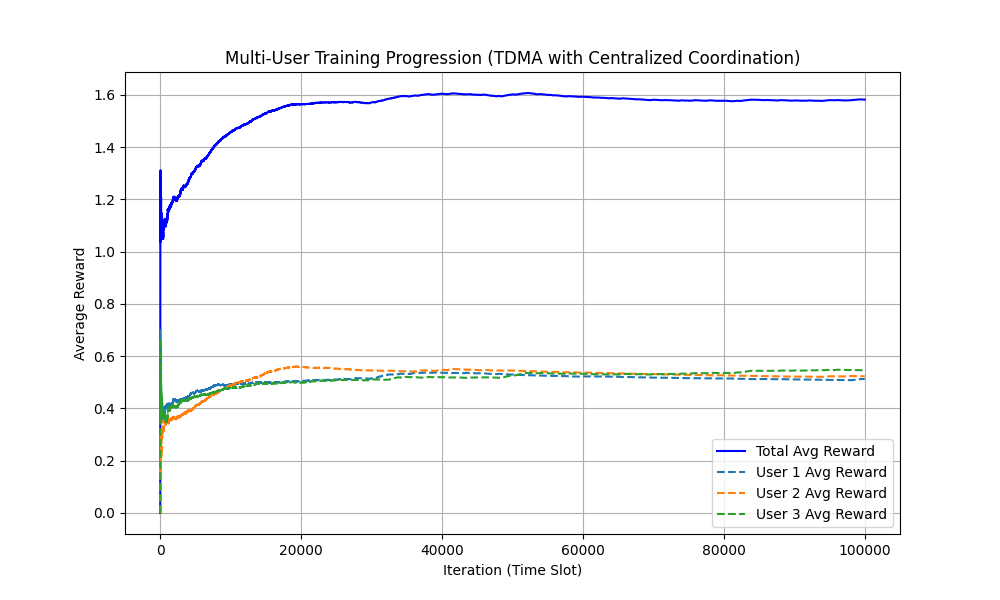 Multi-User Training Progression (TDMA with Centralized Coordination)
Average Reward
1.6
1.4
1.2
1.0
0.8
0.6
0.4
0.2
0.0
Total Avg Reward
User 1 Avg Reward
User 2 Avg Reward
User 3 Avg Reward
0 20000 40000 60000 80000 100000
Iteration (Time Slot)